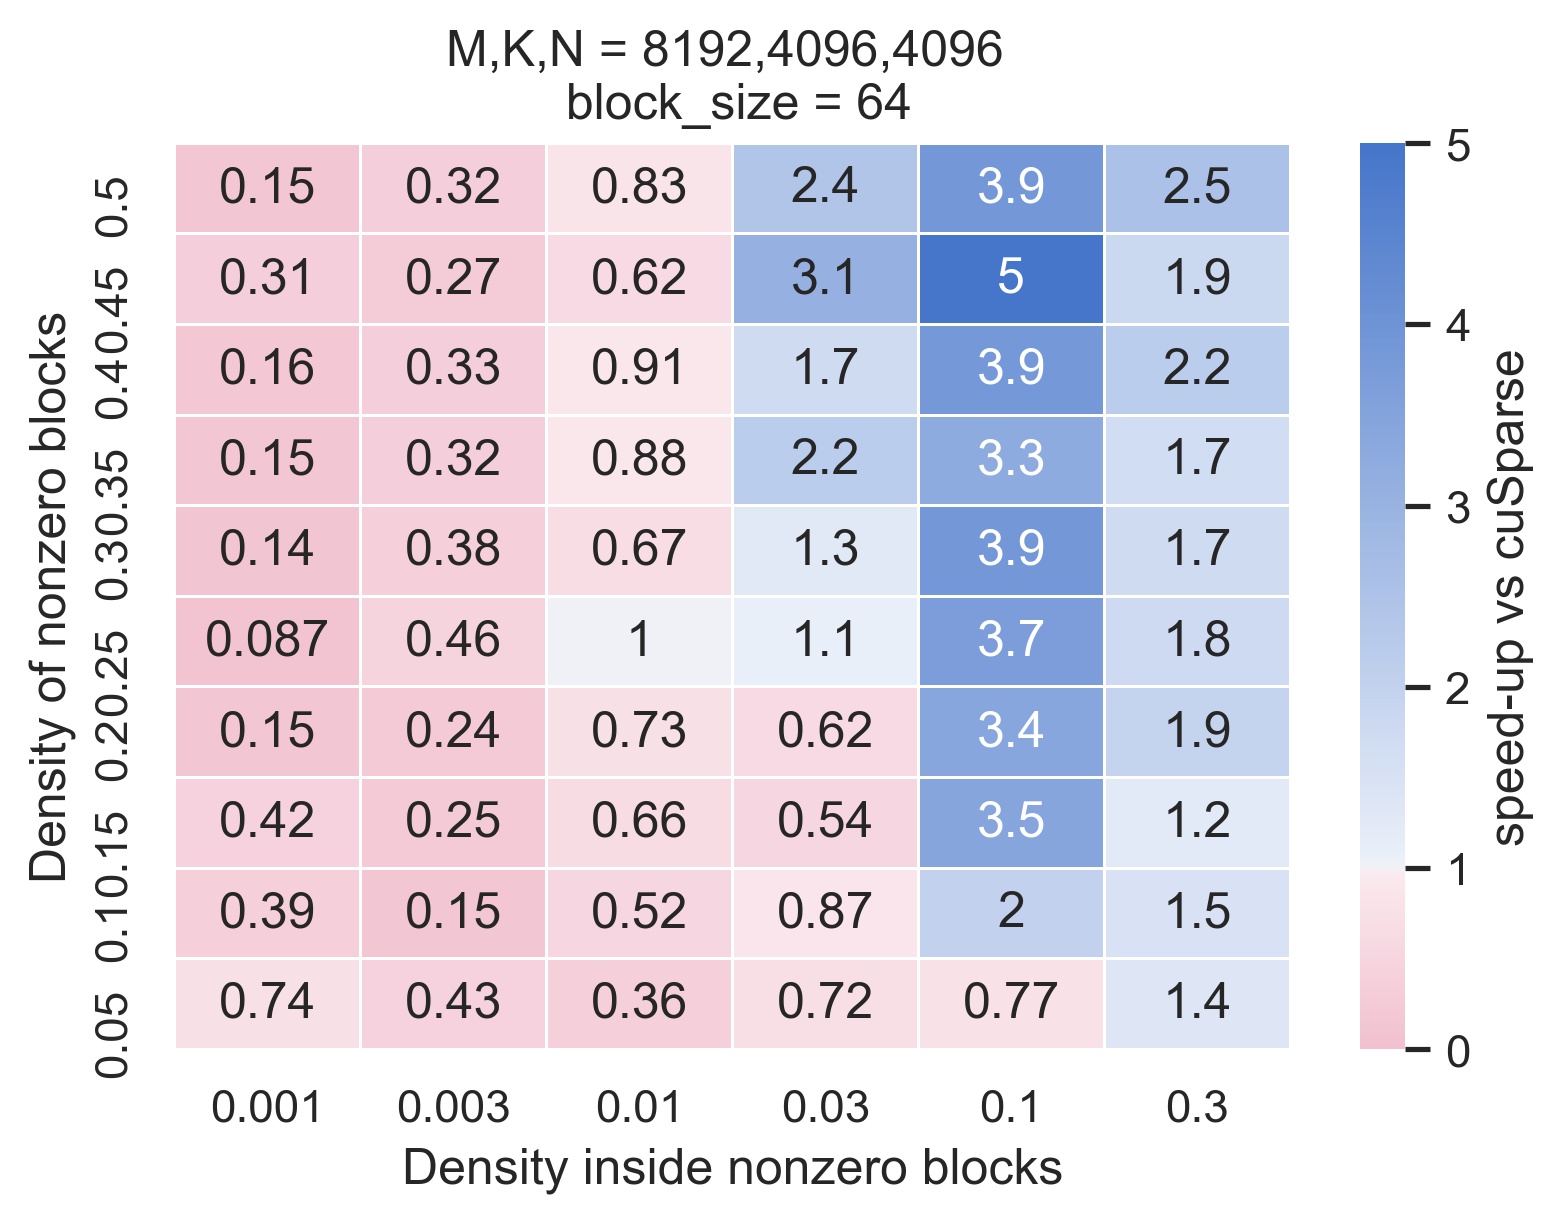 M,K,N = 8192,4096,4096
block_size = 64
Density of nonzero blocks
0.5 0.15 0.32 0.83 2.4 3.9 2.5
0.45 0.31 0.27 0.62 3.1 5 1.9
0.4 0.16 0.33 0.91 1.7 3.9 2.2
0.35 0.15 0.32 0.88 2.2 3.3 1.7
0.30 0.14 0.38 0.67 1.3 3.9 1.7
0.25 0.087 0.46 1 1.1 3.7 1.8
0.20 0.15 0.24 0.73 0.62 3.4 1.9
0.15 0.42 0.25 0.66 0.54 3.5 1.2
0.10 0.39 0.15 0.52 0.87 2 1.5
0.05 0.74 0.43 0.36 0.72 0.77 1.4
0.001 0.003 0.01 0.03 0.1 0.3
Density inside nonzero blocks
5
4
3
2
1
0
speed-up vs cuSparse